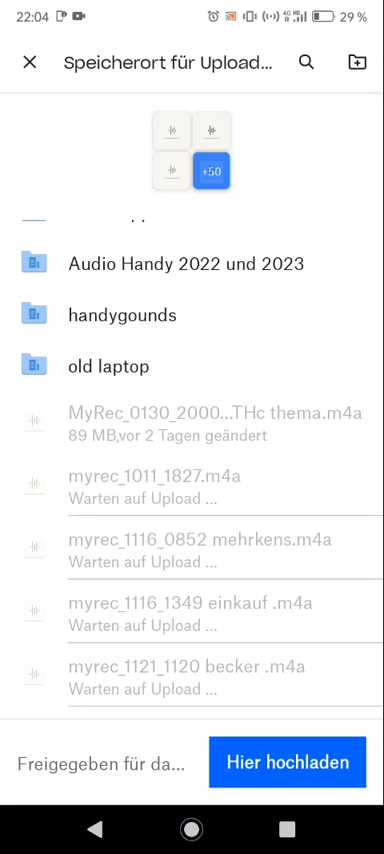 22:04
4G
HD
29 %
Speicherort für Upload...
+50
Audio Handy 2022 und 2023
handygounds
old laptop
MyRec_0130_2000...THc thema.m4a
89 MB,vor 2 Tagen geändert
myrec_1011_1827.m4a
Warten auf Upload ...
myrec_1116_0852 mehrkens.m4a
Warten auf Upload ...
myrec_1116_1349 einkauf .m4a
Warten auf Upload ...
myrec_1121_1120 becker .m4a
Warten auf Upload ...
Freigegeben für da...
Hier hochladen